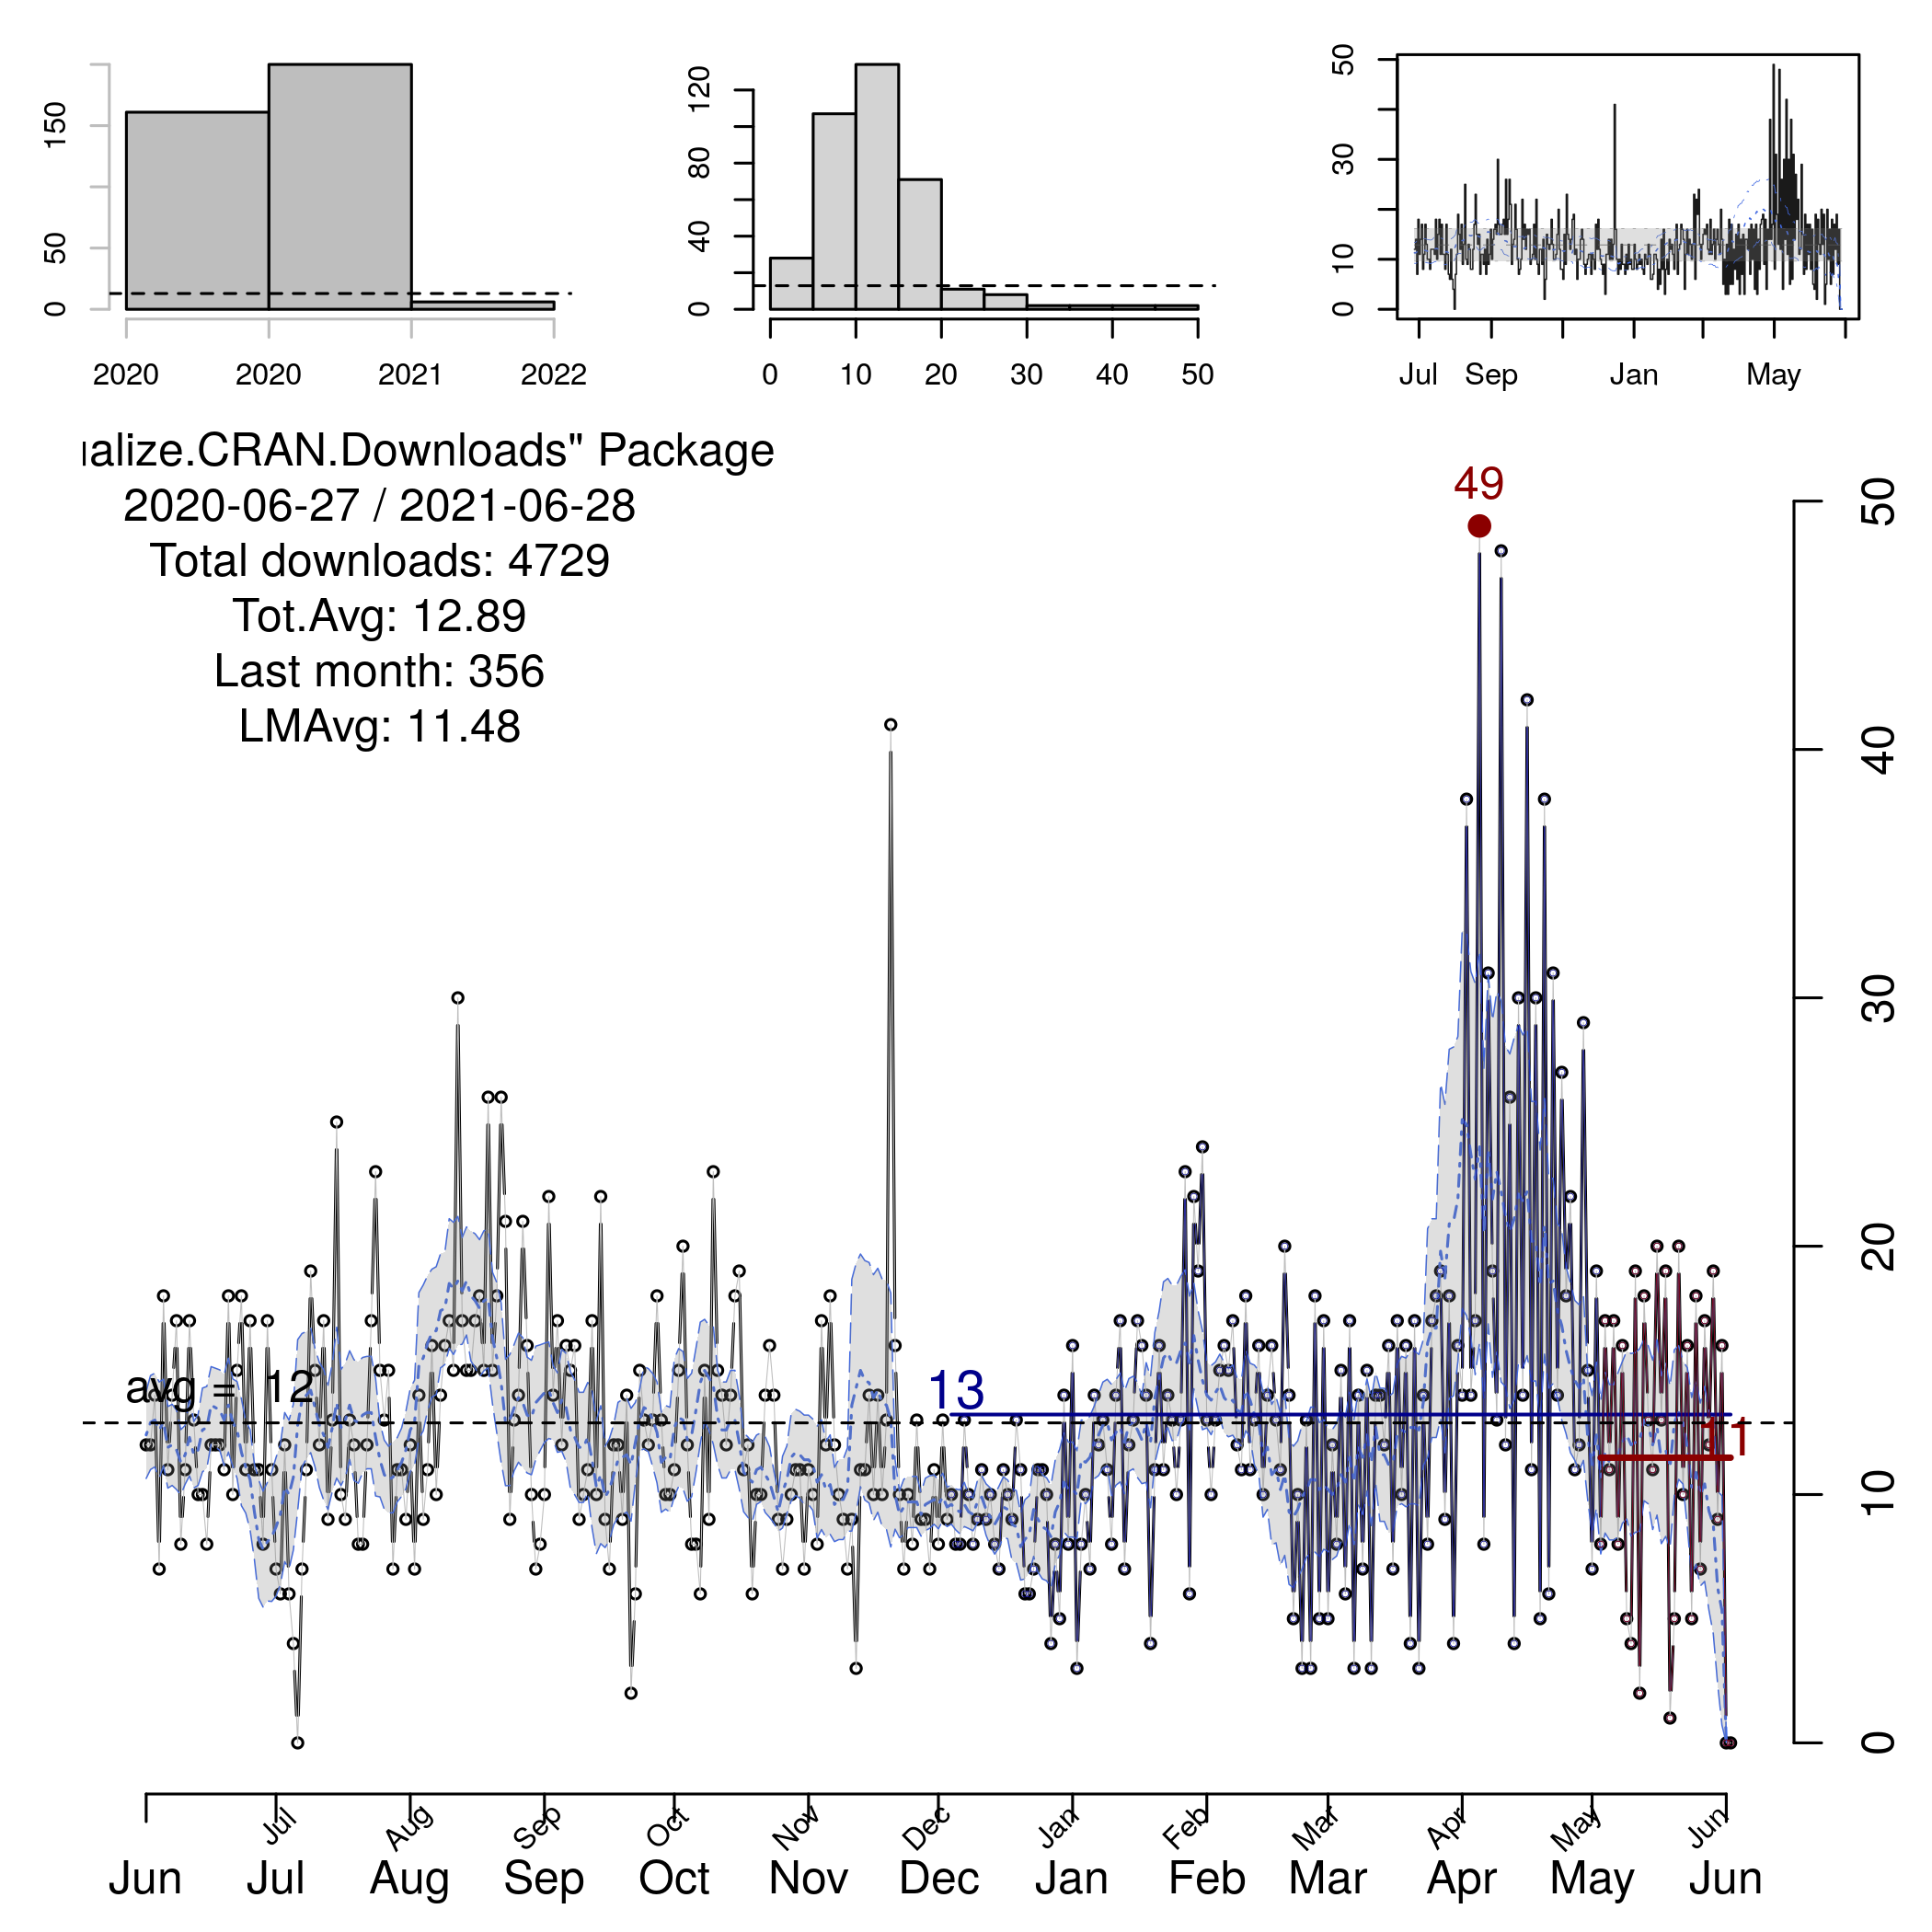 150
50
0
2020 2020 2021 2022
120
80
40
0
0 10 20 30 40 50
50
30
10
0
Jul Sep Jan May
alize.CRAN.Downloads" Package
2020-06-27 / 2021-06-28
Total downloads: 4729
Tot.Avg: 12.89
Last month: 356
LMAvg: 11.48
49
avg = 12
13
11
50
40
30
20
10
0
Jul Aug Sep Oct Nov Dec Jan Feb Mar Apr May Jun
Jun Jul Aug Sep Oct Nov Dec Jan Feb Mar Apr May Jun